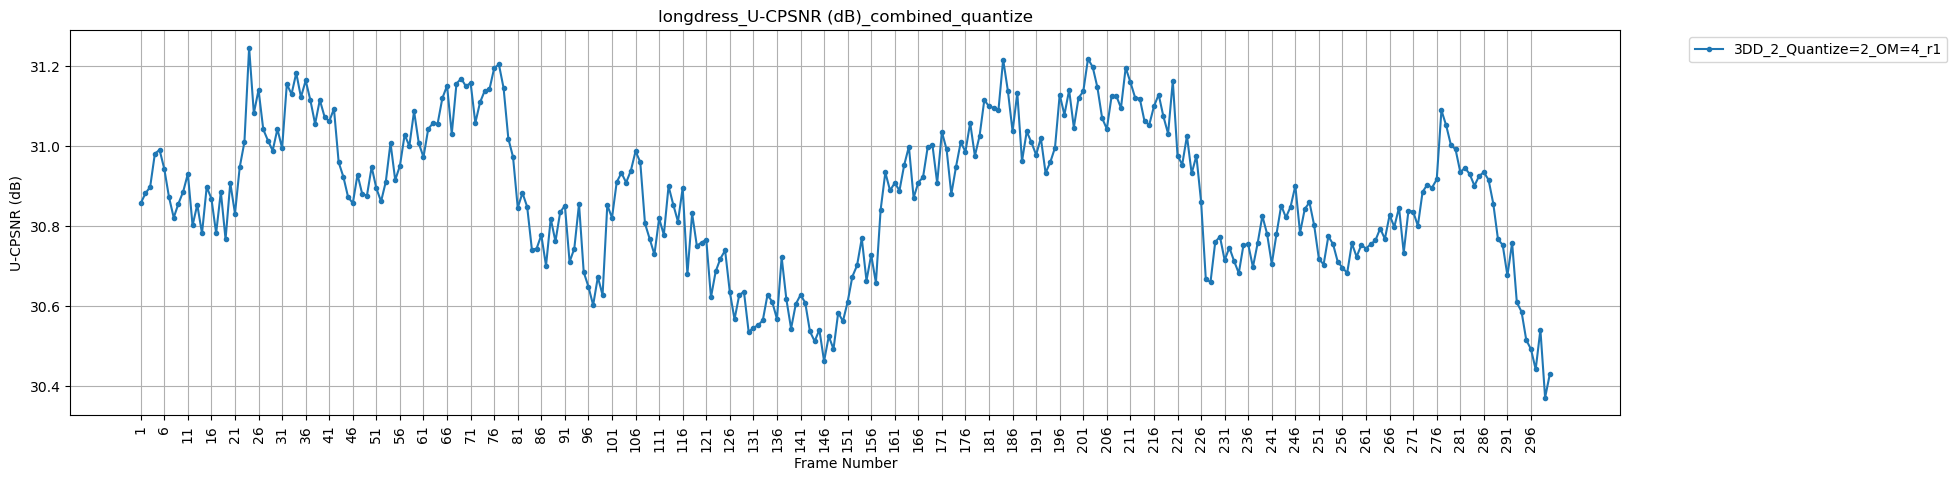 longdress_U-CPSNR (dB)_combined_quantize
3DD_2_Quantize=2_OM=4_r1
U-CPSNR (dB)
31.2
31.0
30.8
30.6
30.4
1 6 11 16 21 26 31 36 41 46 51 56 61 66 71 76 81 86 91 96 101 106 111 116 121 126 131 136 141 146 151 156 161 166 171 176 181 186 191 196 201 206 211 216 221 226 231 236 241 246 251 256 261 266 271 276 281 286 291 296
Frame Number